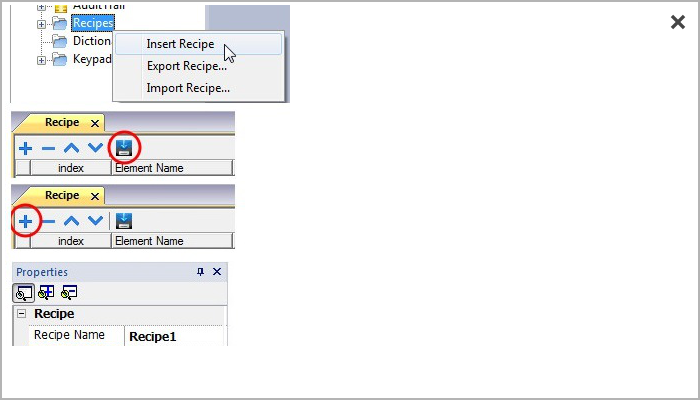 AuditTrail
Recipes
Diction
Keypad
Insert Recipe
Export Recipe...
Import Recipe...
Recipe
index Element Name
Recipe
index Element Name
Properties
Recipe
Recipe Name Recipe1